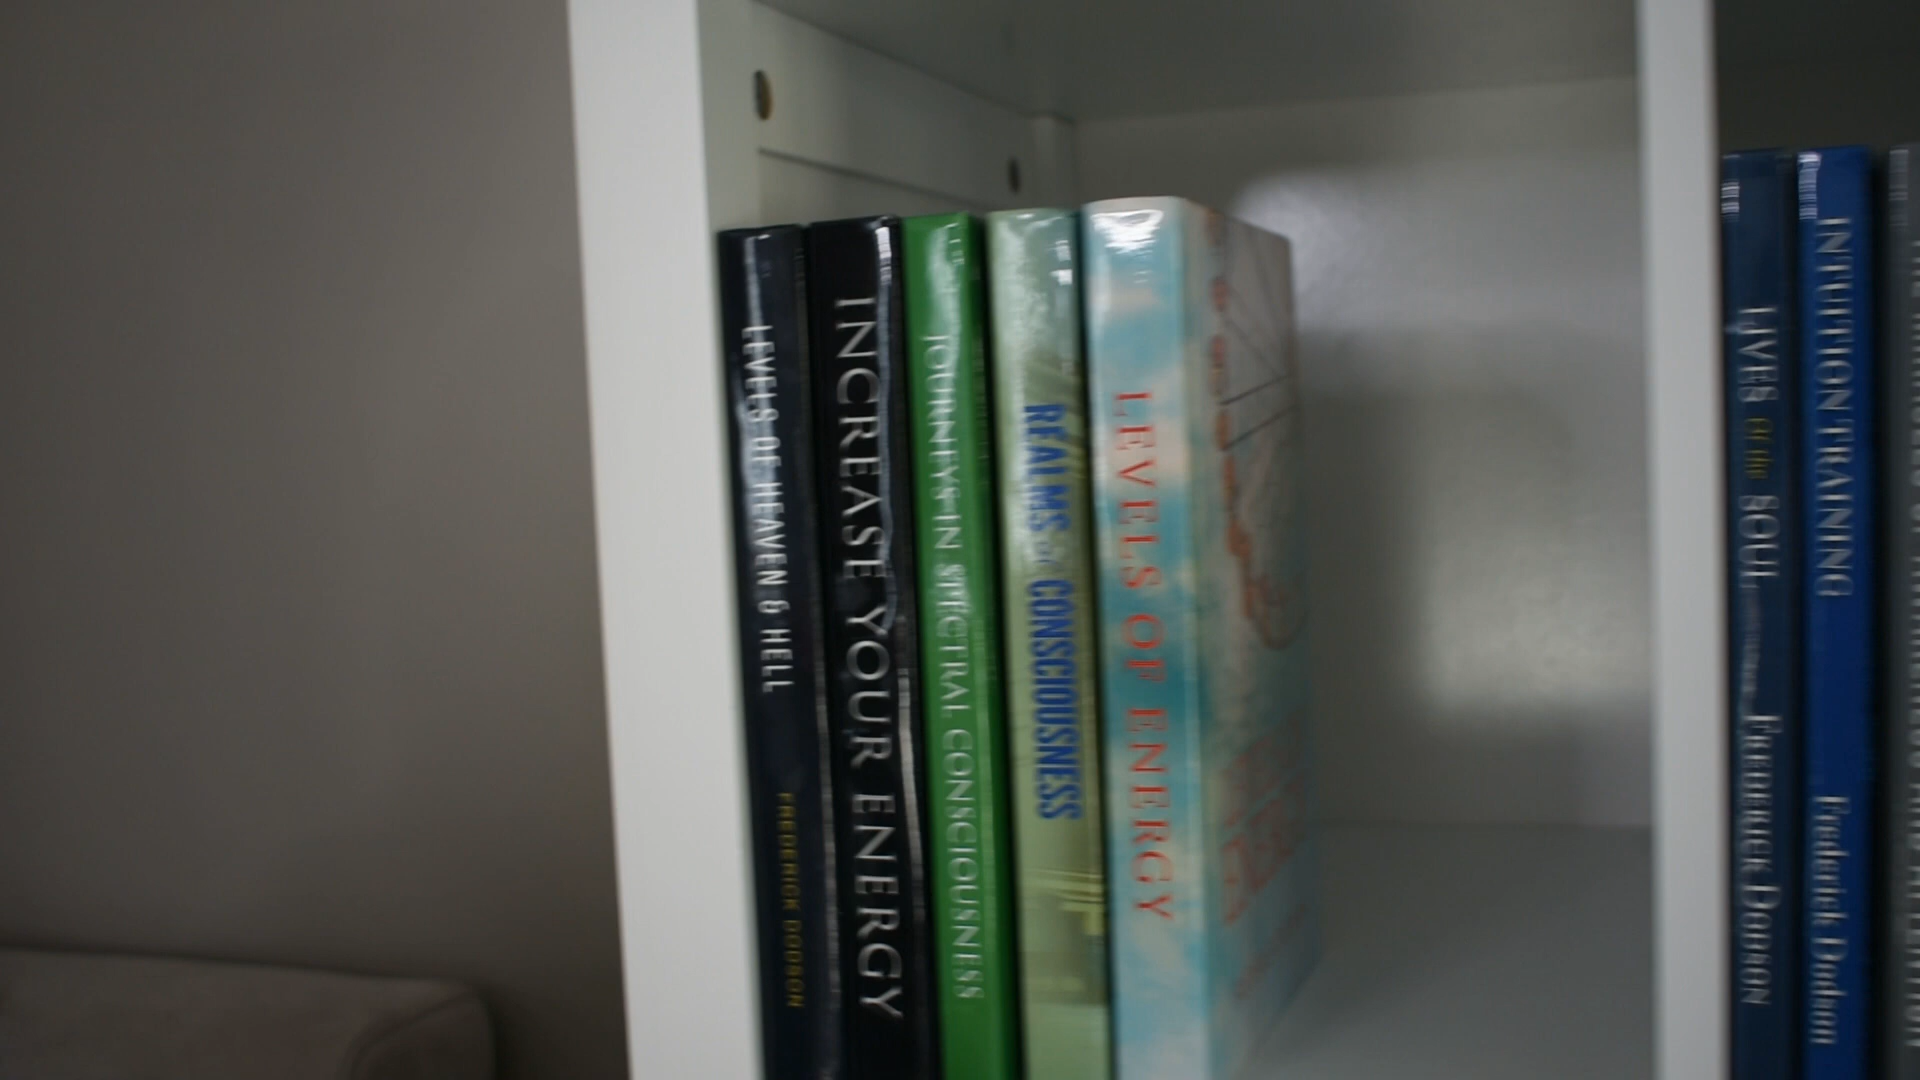 LEVELS OF HEAVEN & HELL
FREDERICK DODSON
INCREASE YOUR ENERGY
JOURNEYS IN SPECTRAL CONSCIOUSNESS
REALMS of CONSCIOUSNESS
LEVELS OF ENERGY
LIVES of the SOUL
FREDERICK DODSON
INTUITION TRAINING
Frederick Dodson